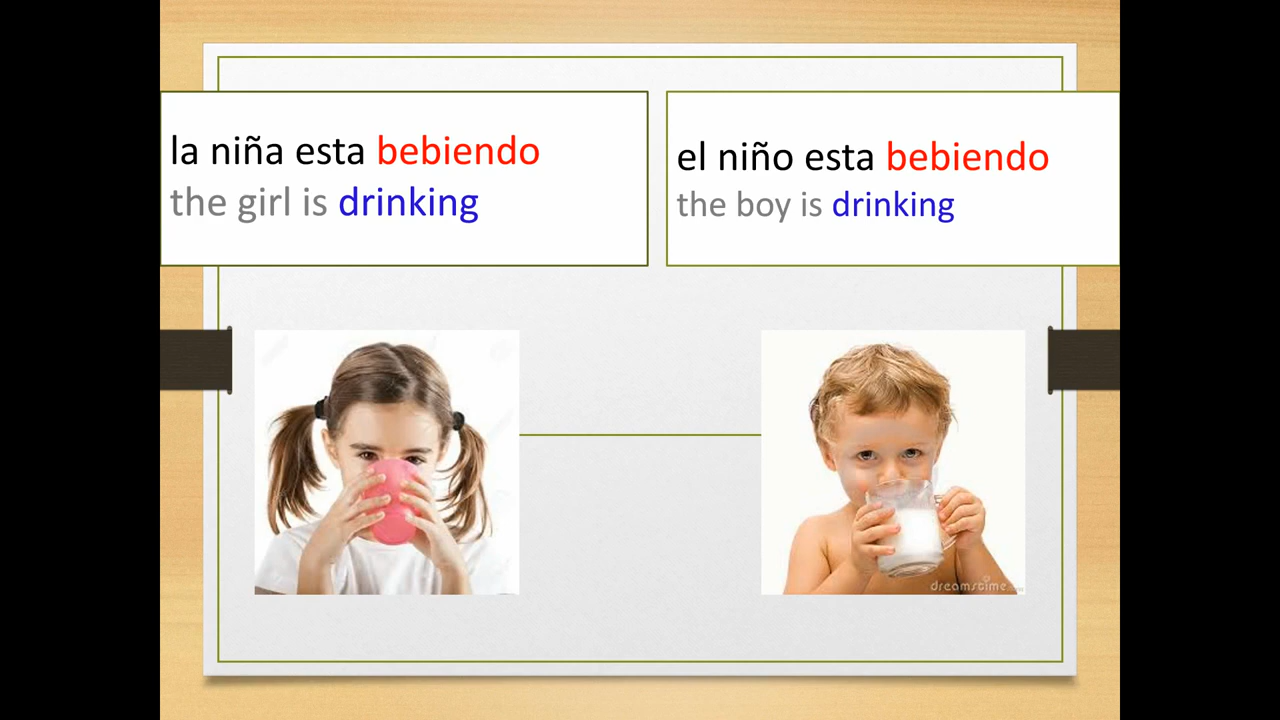 la niña esta bebiendo
the girl is drinking
el niño esta bebiendo
the boy is drinking
dreamstime